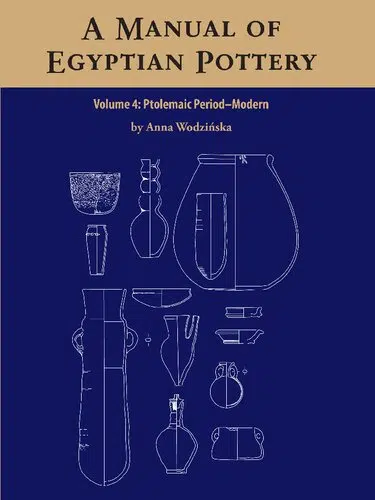 A MANUAL OF
EGYPTIAN POTTERY
Volume 4: Ptolemaic Period–Modern
by Anna Wodzińska